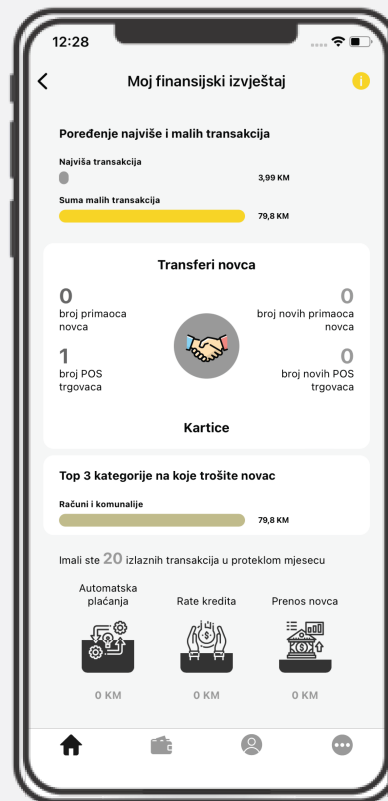 12:28
Moj finansijski izvještaj
Poređenje najviše i malih transakcija
Najviša transakcija
3,99 KM
Suma malih transakcija
79,8 KM
Transferi novca
0
broj primaoca
novca
0
broj novih primaoca
novca
1
broj POS
trgovaca
0
broj novih POS
trgovaca
Kartice
Top 3 kategorije na koje trošite novac
Računi i komunalije
79,8 KM
Imali ste 20 izlaznih transakcija u proteklom mjesecu
Automatska
plaćanja
Rate kredita
Prenos novca
0 KM
0 KM
0 KM